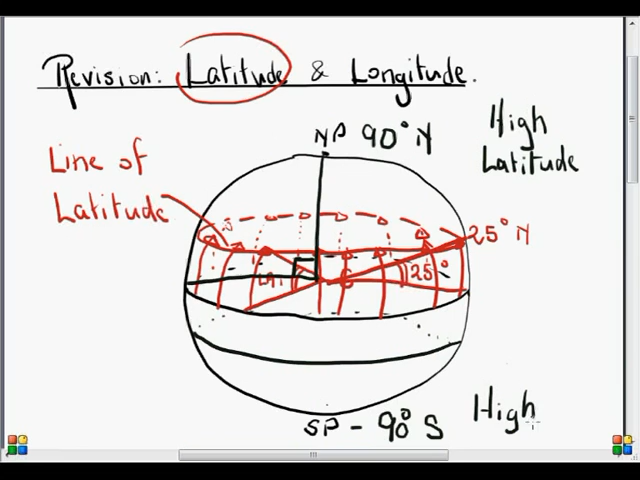 Revision: Latitude & Longitude.
NP 90° N
High
Latitude
Line of
Latitude
25° N
25°
SP - 90° S
High